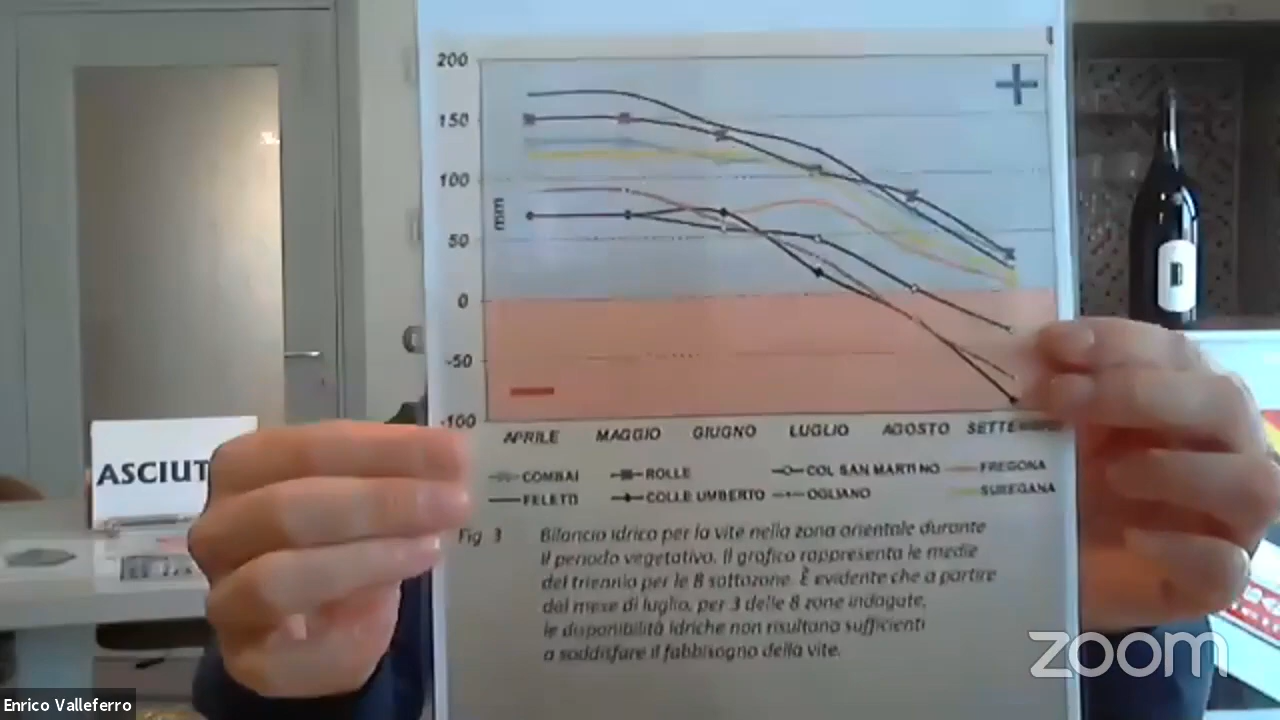 200
150
100
50
0
-50
-100
mm
+
APRILE MAGGIO GIUGNO LUGLIO AGOSTO
COMBAI ROLLE COL SAN MARTINO FREGONA
FELETTI COLLE UMBERTO OGLIANO
Fig 3 Bilancio idrico per la vite nella zona orientale durante
il periodo vegetativo. Il grafico rappresenta le medie
del triennio per le 8 sottozone. È evidente che a partire
dal mese di luglio, per 3 delle 8 zone indagate,
le disponibilità idriche non risultano sufficienti
a soddisfare il fabbisogno della vite.
ASCIUT
zoom
Enrico Valleferro